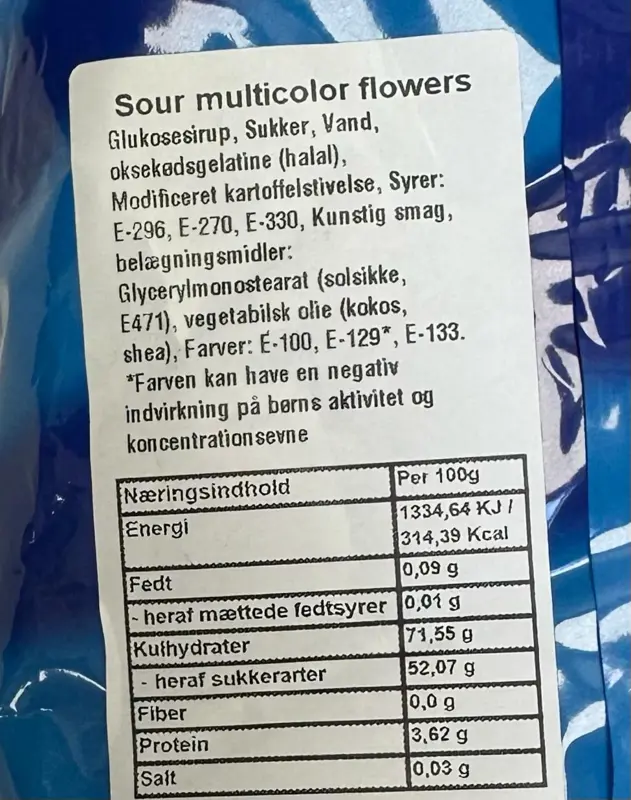 Sour multicolor flowers
Glukosesirup, Sukker, Vand,
oksekødsgelatine (halal),
Modificeret kartoffelstivelse, Syrer:
E-296, E-270, E-330, Kunstig smag,
belægningsmidler:
Glycerylmonostearat (solsikke,
E471), vegetabilsk olie (kokos,
shea), Farver: E-100, E-129*, E-133.
*Farven kan have en negativ
indvirkning på børns aktivitet og
koncentrationsevne
Næringsindhold Per 100g
Energi 1334,64 KJ /
314,39 Kcal
Fedt 0,09 g
- heraf mættede fedtsyrer 0,01 g
Kulhydrater 71,55 g
- heraf sukkerarter 52,07 g
Fiber 0,0 g
Protein 3,62 g
Salt 0,03 g